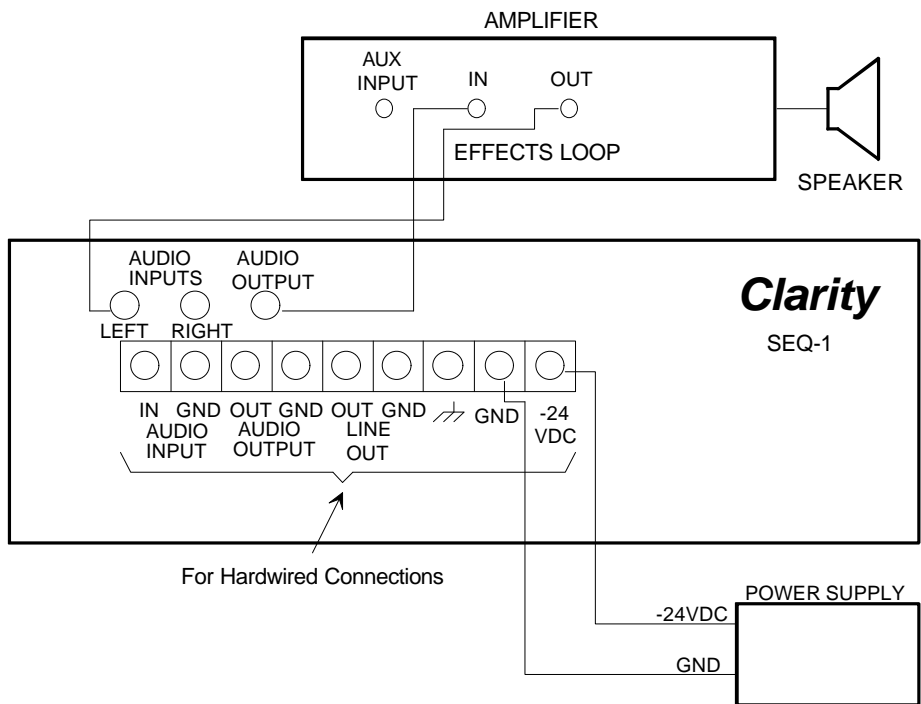 AMPLIFIER
AUX
INPUT
IN
OUT
EFFECTS LOOP
SPEAKER
AUDIO
INPUTS
AUDIO
OUTPUT
LEFT
RIGHT
Clarity
SEQ-1
IN GND OUT GND OUT GND GND -24
VDC
AUDIO
INPUT
AUDIO
OUTPUT
LINE
OUT
For Hardwired Connections
POWER SUPPLY
-24VDC
GND